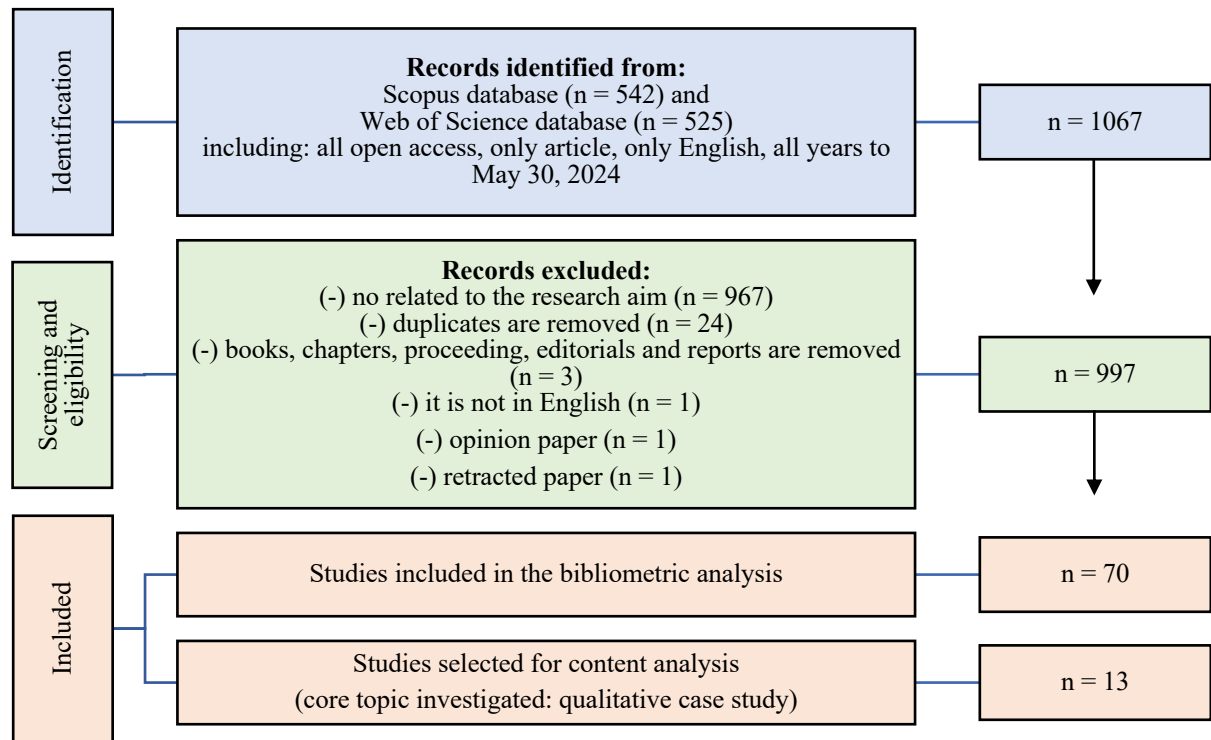 Identification
Records identified from:
Scopus database (n = 542) and
Web of Science database (n = 525)
including: all open access, only article, only English, all years to
May 30, 2024
n = 1067
Screening and
eligibility
Records excluded:
(-) no related to the research aim (n = 967)
(-) duplicates are removed (n = 24)
(-) books, chapters, proceeding, editorials and reports are removed
(n = 3)
(-) it is not in English (n = 1)
(-) opinion paper (n = 1)
(-) retracted paper (n = 1)
n = 997
Included
Studies included in the bibliometric analysis
n = 70
Studies selected for content analysis
(core topic investigated: qualitative case study)
n = 13